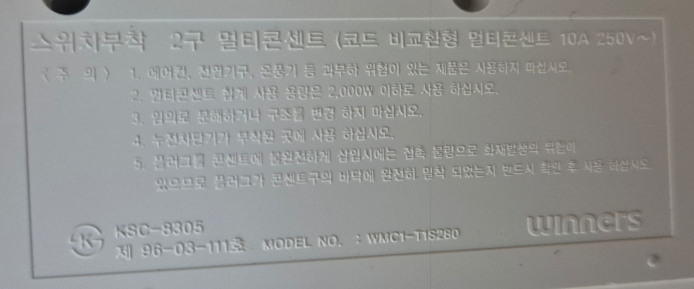 스위치부착 2구 멀티콘센트 (코드 비교환형 멀티콘센트 10A 250V~)
〈주 의〉 1. 에어컨, 전열기구, 온풍기 등 과부하 위험이 있는 제품은 사용하지 마십시오.
2. 멀티콘센트 합계 사용 용량은 2,000W 이하로 사용 하십시오.
3. 임의로 분해하거나 구조를 변경 하지 마십시오.
4. 누전차단기가 부착된 곳에 사용 하십시오.
5. 플러그를 콘센트에 불완전하게 삽입시에는 접촉 불량으로 화재발생의 위험이
있으므로 플러그가 콘센트구의 바닥에 완전히 밀착 되었는지 반드시 확인 후 사용 하십시오
K KSC-8305
제 96-03-111호 MODEL NO. : WMC1-T1S280
winners